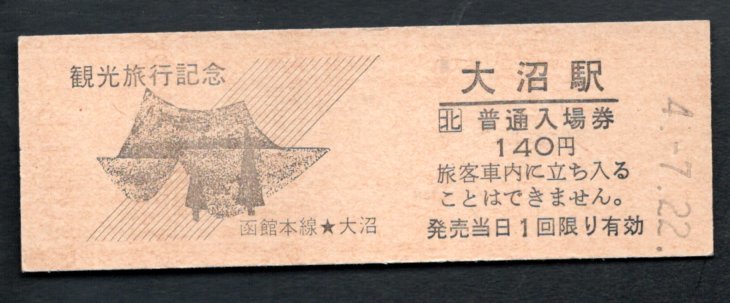 観光旅行記念
函館本線★大沼
大沼駅
北 普通入場券
140円
旅客車内に立ち入る
ことはできません。
発売当日1回限り有効
4.-7.22.